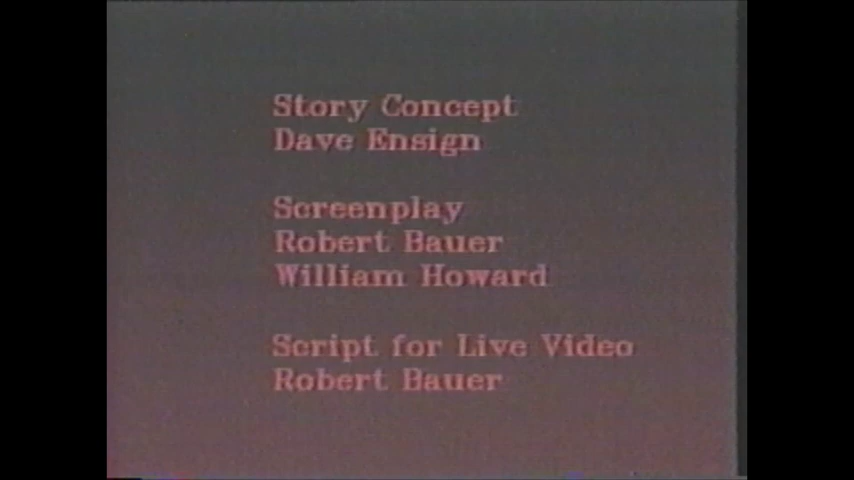 Story Concept
Dave Ensign
Screenplay
Robert Bauer
William Howard
Script for Live Video
Robert Bauer